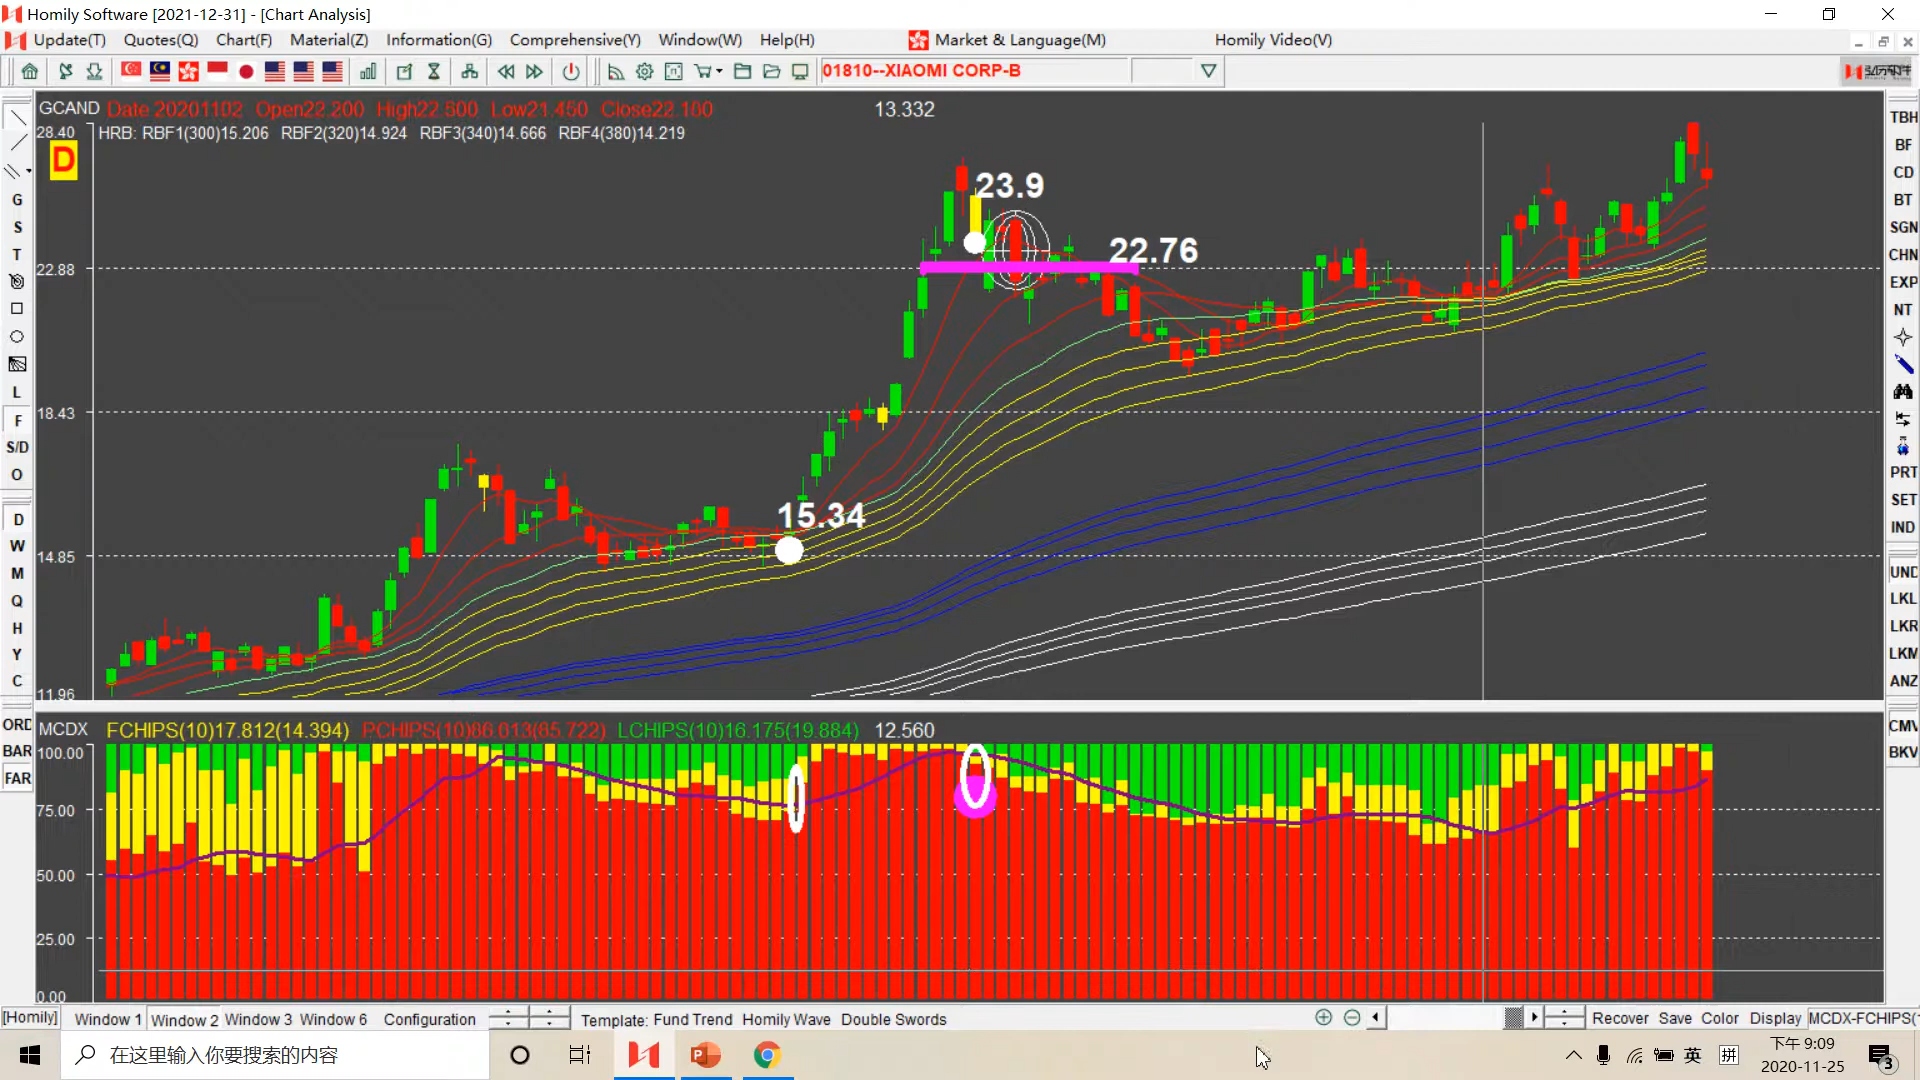 Homily Software [2021-12-31] - [Chart Analysis]
Update(T) Quotes(Q) Chart(F) Material(Z) Information(G) Comprehensive(Y) Window(W) Help(H) Market & Language(M) Homily Video(V)
01810--XIAOMI CORP-B
GCAND Date 20201102 Open22.200 High22.800 Low21.450 Close22.100 13.332
28.40 HRB: RBF1(300)15.206 RBF2(320)14.924 RBF3(340)14.666 RBF4(380)14.219
D
23.9
22.76
15.34
22.88
18.43
14.85
11.96
G
S
T
L
F
S/D
O
D
W
M
Q
H
Y
C
ORD
BAR
FAR
TBH
BF
CD
BT
SGN
CHN
EXP
NT
PRT
SET
IND
UND
LKL
LKR
LKM
ANZ
CMV
BKV
MCDX FCHIPS(10)17.812(14.394) PCHIPS(10)86.013(65.722) LCHIPS(10)16.175(19.884) 12.560
100.00
75.00
50.00
25.00
0.00
[Homily] Window 1 Window 2 Window 3 Window 6 Configuration Template: Fund Trend Homily Wave Double Swords Recover Save Color Display MCDX-FCHIPS(1
在这里输入你要搜索的内容
英 拼
下午 9:09
2020-11-25
3